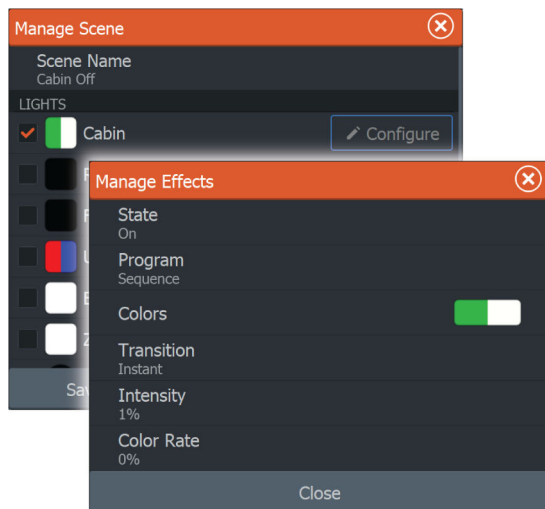 Manage Scene
Scene Name
Cabin Off
LIGHTS
Cabin
Configure
Manage Effects
State
On
Program
Sequence
Colors
Transition
Instant
Intensity
1%
Color Rate
0%
Close